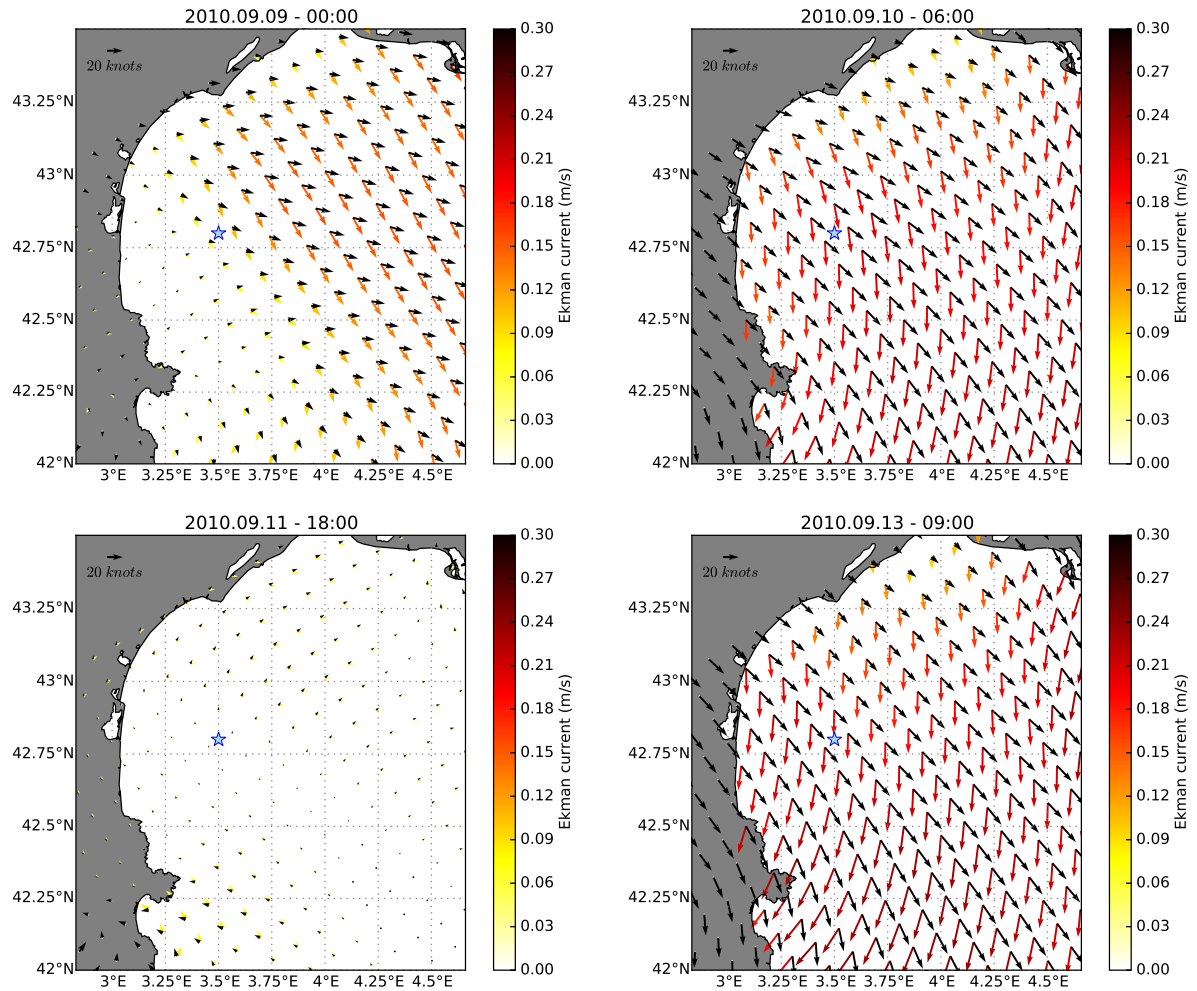 2010.09.09 - 00:00
20 knots
43.25°N
43°N
42.75°N
42.5°N
42.25°N
42°N
3°E 3.25°E 3.5°E 3.75°E 4°E 4.25°E 4.5°E
0.30
0.27
0.24
0.21
0.18
0.15
0.12
0.09
0.06
0.03
0.00
Ekman current (m/s)
2010.09.10 - 06:00
20 knots
43.25°N
43°N
42.75°N
42.5°N
42.25°N
42°N
3°E 3.25°E 3.5°E 3.75°E 4°E 4.25°E 4.5°E
0.30
0.27
0.24
0.21
0.18
0.15
0.12
0.09
0.06
0.03
0.00
Ekman current (m/s)
2010.09.11 - 18:00
20 knots
43.25°N
43°N
42.75°N
42.5°N
42.25°N
42°N
3°E 3.25°E 3.5°E 3.75°E 4°E 4.25°E 4.5°E
0.30
0.27
0.24
0.21
0.18
0.15
0.12
0.09
0.06
0.03
0.00
Ekman current (m/s)
2010.09.13 - 09:00
20 knots
43.25°N
43°N
42.75°N
42.5°N
42.25°N
42°N
3°E 3.25°E 3.5°E 3.75°E 4°E 4.25°E 4.5°E
0.30
0.27
0.24
0.21
0.18
0.15
0.12
0.09
0.06
0.03
0.00
Ekman current (m/s)